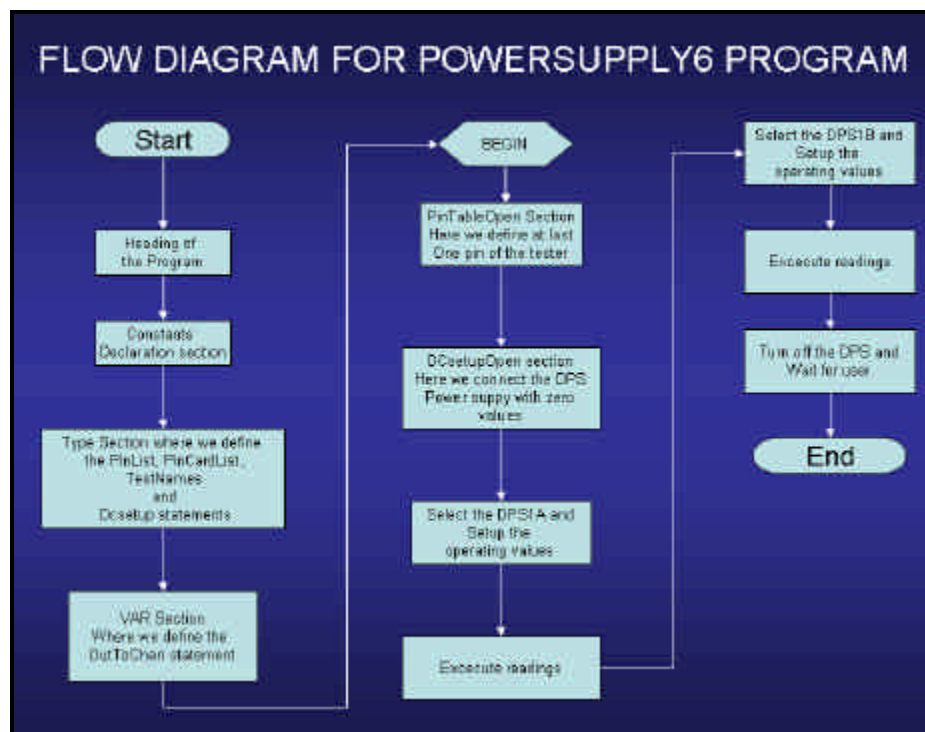 FLOW DIAGRAM FOR POWERSUPPLY6 PROGRAM
Start
Heading of
the Program
Constants
Declaration section
Type Section where we define
the PinList, PinCardList,
TestNames
and
Dcsetup statements
VAR Section
Where we define the
DutToChan statement
BEGIN
PinTableOpen Section
Here we define at last
One pin of the tester
DCsetupOpen section
Here we connect the DPS
Power suppy with zero
values
Select the DPS1A and
Setup the
operating values
Excecute readings
Select the DPS1B and
Setup the
operating values
Excecute readings
Turn off the DPS and
Wait for user
End